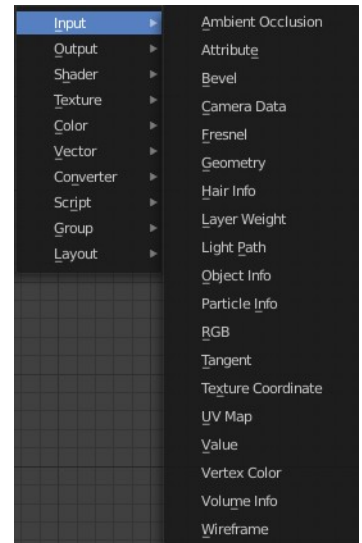 Input
Output
Shader
Texture
Color
Vector
Converter
Script
Group
Layout
Ambient Occlusion
Attribute
Bevel
Camera Data
Fresnel
Geometry
Hair Info
Layer Weight
Light Path
Object Info
Particle Info
RGB
Tangent
Texture Coordinate
UV Map
Value
Vertex Color
Volume Info
Wireframe